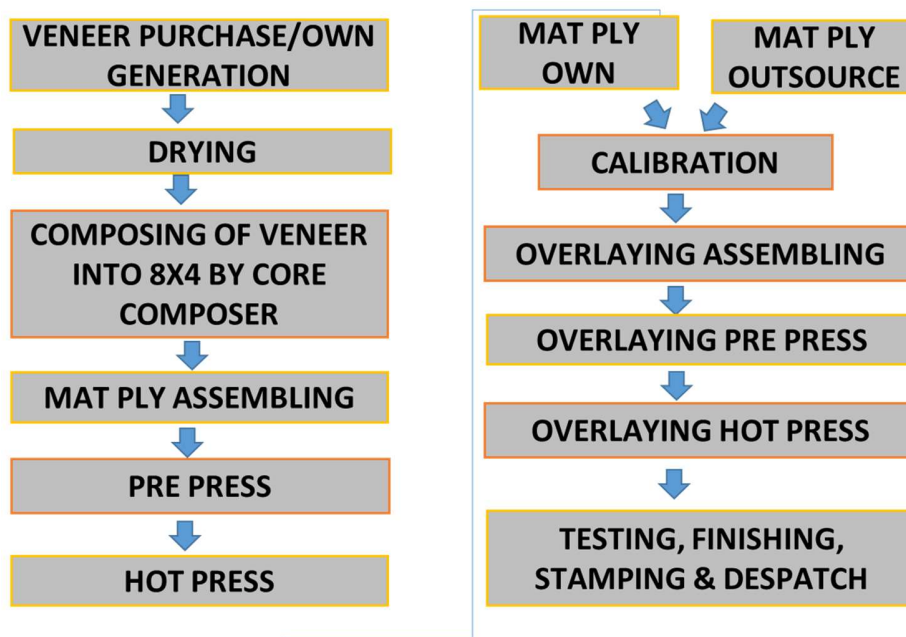 VENEER PURCHASE/OWN
GENERATION
DRYING
COMPOSING OF VENEER
INTO 8X4 BY CORE
COMPOSER
MAT PLY ASSEMBLING
PRE PRESS
HOT PRESS
MAT PLY
OWN
MAT PLY
OUTSOURCE
CALIBRATION
OVERLAYING ASSEMBLING
OVERLAYING PRE PRESS
OVERLAYING HOT PRESS
TESTING, FINISHING,
STAMPING & DESPATCH